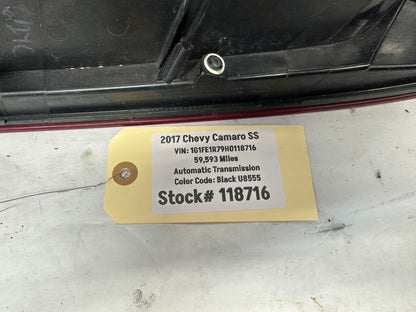 2017 Chevy Camaro SS
VIN: 1G1FE1R79H0118716
59,593 Miles
Automatic Transmission
Color Code: Black U8555
Stock# 118716